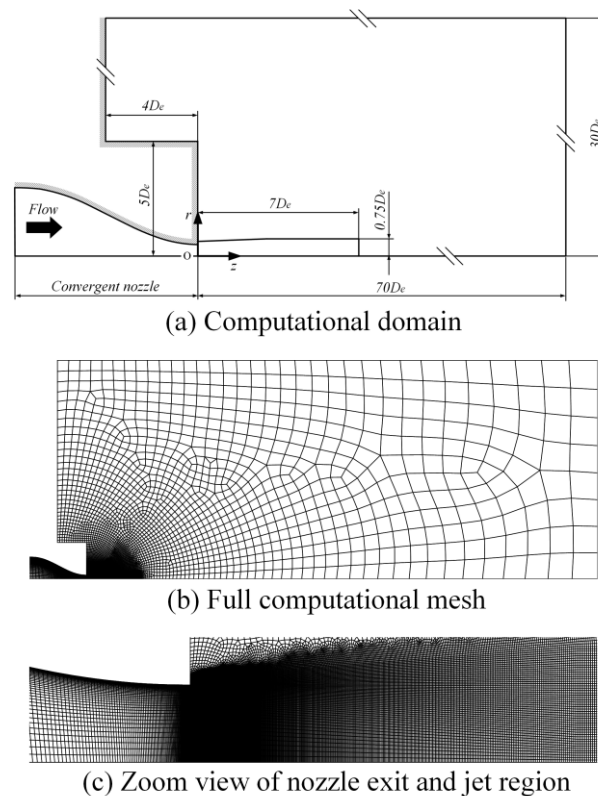 4Dₑ
5Dₑ
7Dₑ
0.75Dₑ
30Dₑ
Flow
r
O
z
Convergent nozzle
70Dₑ
(a) Computational domain
(b) Full computational mesh
(c) Zoom view of nozzle exit and jet region